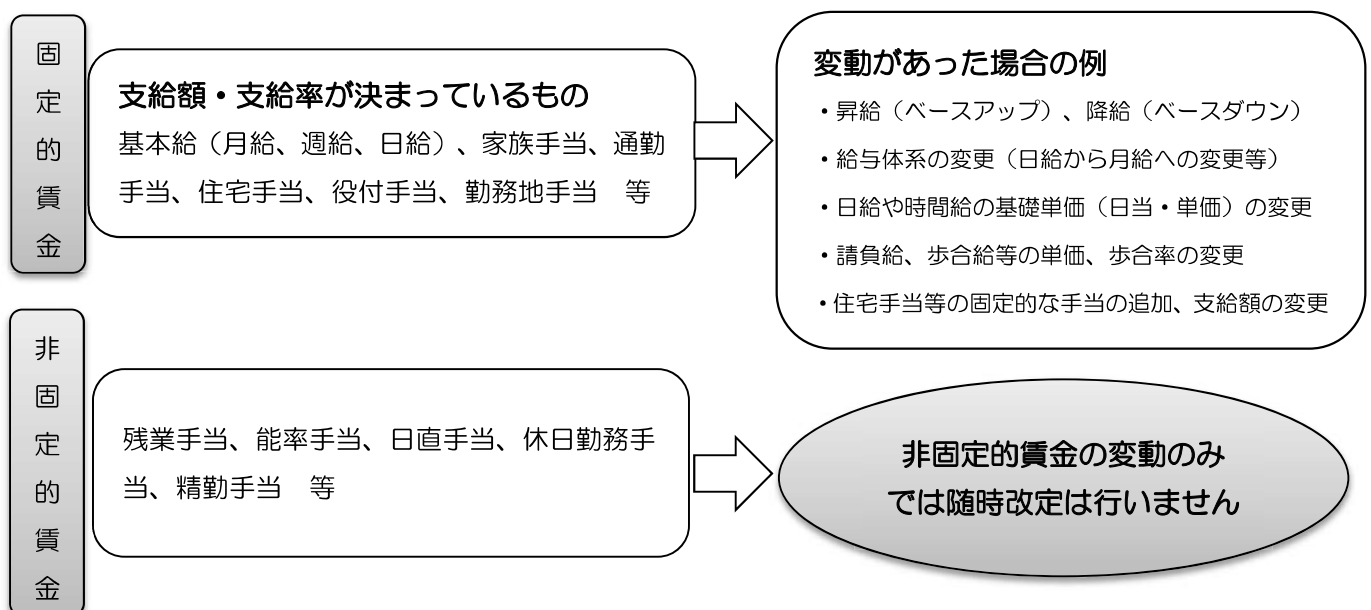 固定的賃金
支給額・支給率が決まっているもの
基本給（月給、週給、日給）、家族手当、通勤
手当、住宅手当、役付手当、勤務地手当　等
変動があった場合の例
・昇給（ベースアップ）、降給（ベースダウン）
・給与体系の変更（日給から月給への変更等）
・日給や時間給の基礎単価（日当・単価）の変更
・請負給、歩合給等の単価、歩合率の変更
・住宅手当等の固定的な手当の追加、支給額の変更
非固定的賃金
残業手当、能率手当、日直手当、休日勤務手
当、精勤手当　等
非固定的賃金の変動のみ
では随時改定は行いません